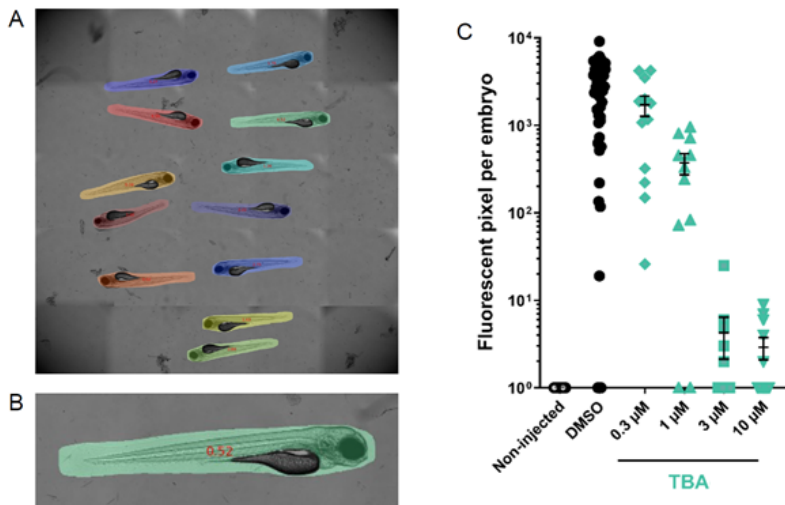 A
B
0.52
C
Fluorescent pixel per embryo
10⁴
10³
10²
10¹
10⁰
Non-injected
DMSO
0.3 µM
1 µM
3 µM
10 µM
TBA